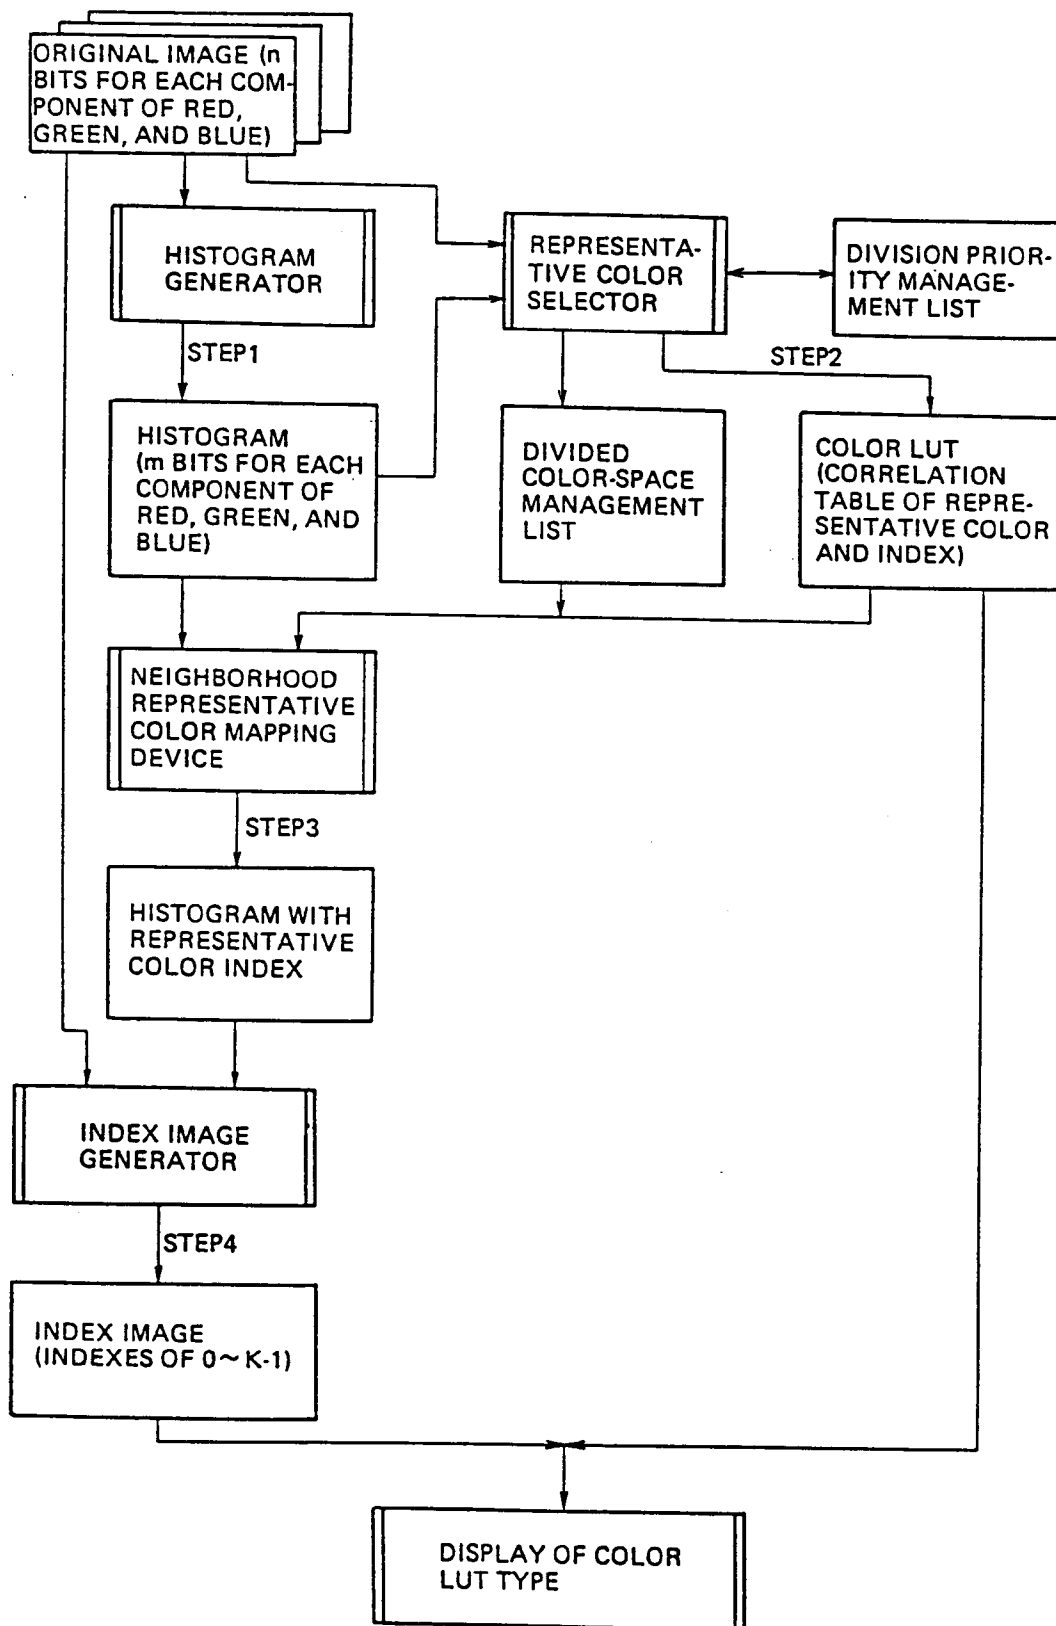 ORIGINAL IMAGE (n
BITS FOR EACH COM-
PONENT OF RED,
GREEN, AND BLUE)
HISTOGRAM
GENERATOR
REPRESENTA-
TIVE COLOR
SELECTOR
DIVISION PRIOR-
ITY MANAGE-
MENT LIST
STEP1
STEP2
HISTOGRAM
(m BITS FOR EACH
COMPONENT OF
RED, GREEN, AND
BLUE)
DIVIDED
COLOR-SPACE
MANAGEMENT
LIST
COLOR LUT
(CORRELATION
TABLE OF REPRE-
SENTATIVE COLOR
AND INDEX)
NEIGHBORHOOD
REPRESENTATIVE
COLOR MAPPING
DEVICE
STEP3
HISTOGRAM WITH
REPRESENTATIVE
COLOR INDEX
INDEX IMAGE
GENERATOR
STEP4
INDEX IMAGE
(INDEXES OF 0~ K-1)
DISPLAY OF COLOR
LUT TYPE